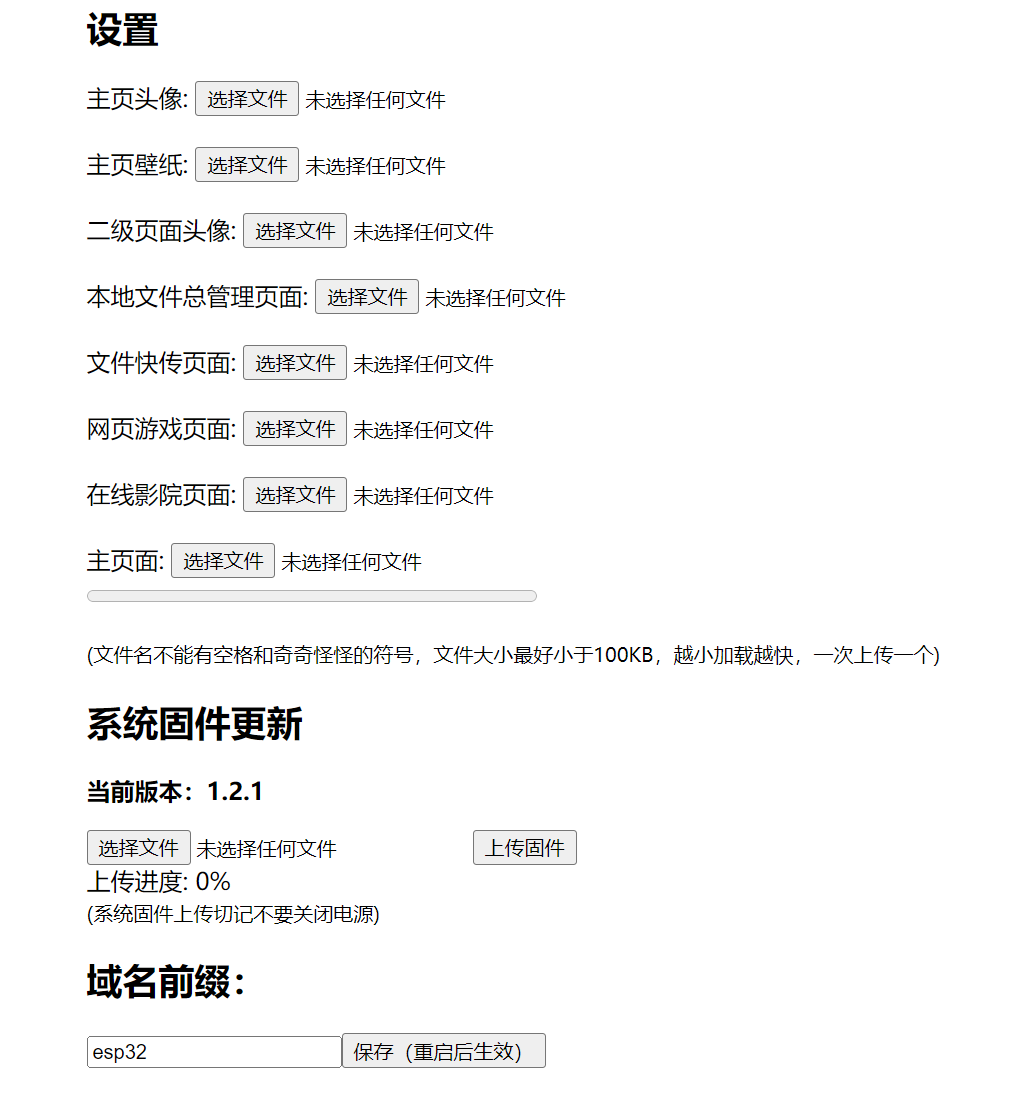 设置
主页头像: 选择文件 未选择任何文件
主页壁纸: 选择文件 未选择任何文件
二级页面头像: 选择文件 未选择任何文件
本地文件总管理页面: 选择文件 未选择任何文件
文件快传页面: 选择文件 未选择任何文件
网页游戏页面: 选择文件 未选择任何文件
在线影院页面: 选择文件 未选择任何文件
主页面: 选择文件 未选择任何文件
(文件名不能有空格和奇奇怪怪的符号，文件大小最好小于100KB，越小加载越快，一次上传一个)
系统固件更新
当前版本：1.2.1
选择文件 未选择任何文件 上传固件
上传进度: 0%
(系统固件上传切记不要关闭电源)
域名前缀：
esp32 保存（重启后生效）